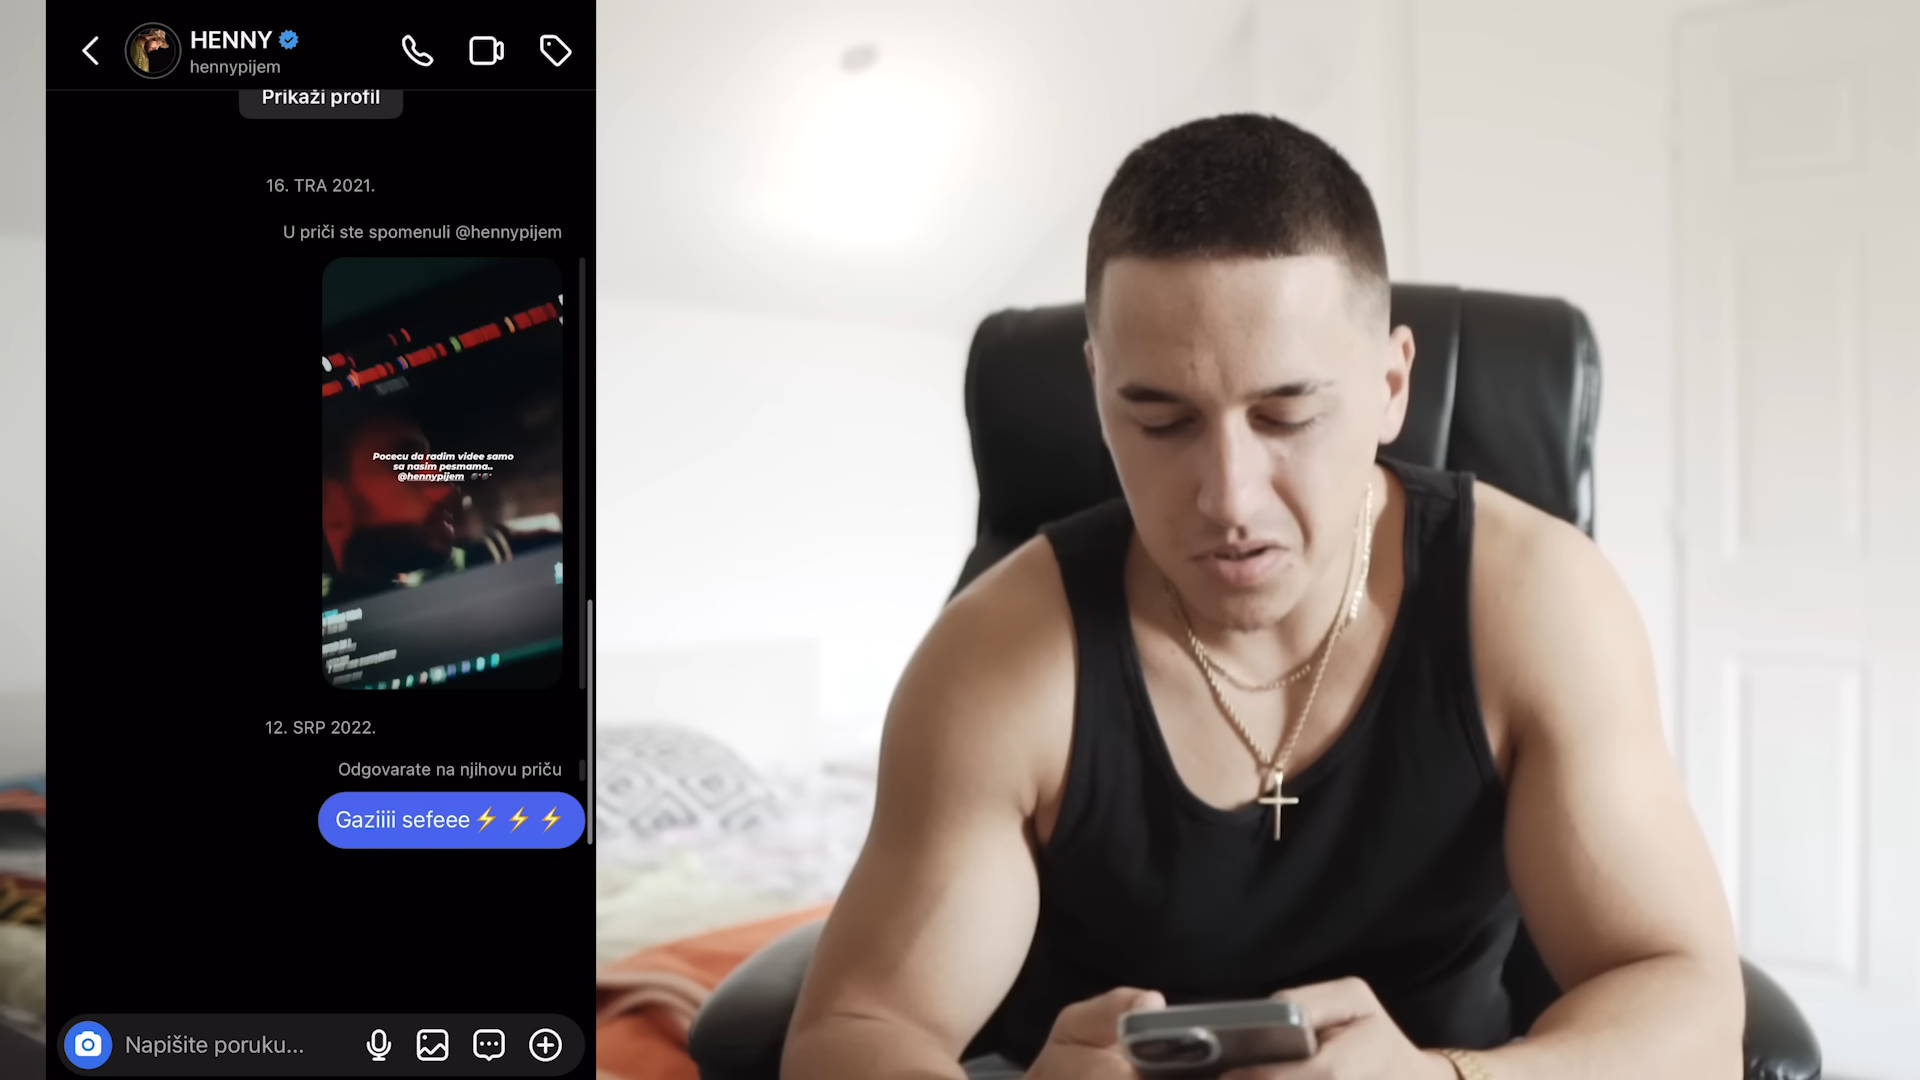 HENNY
hennypijem
Prikaži profil
16. TRA 2021.
U priči ste spomenuli @hennypijem
Pocecu da radim videe samo
sa nasim pesmama..
@hennypijem
12. SRP 2022.
Odgovarate na njihovu priču
Gaziiii sefeee⚡⚡⚡
Napišite poruku...